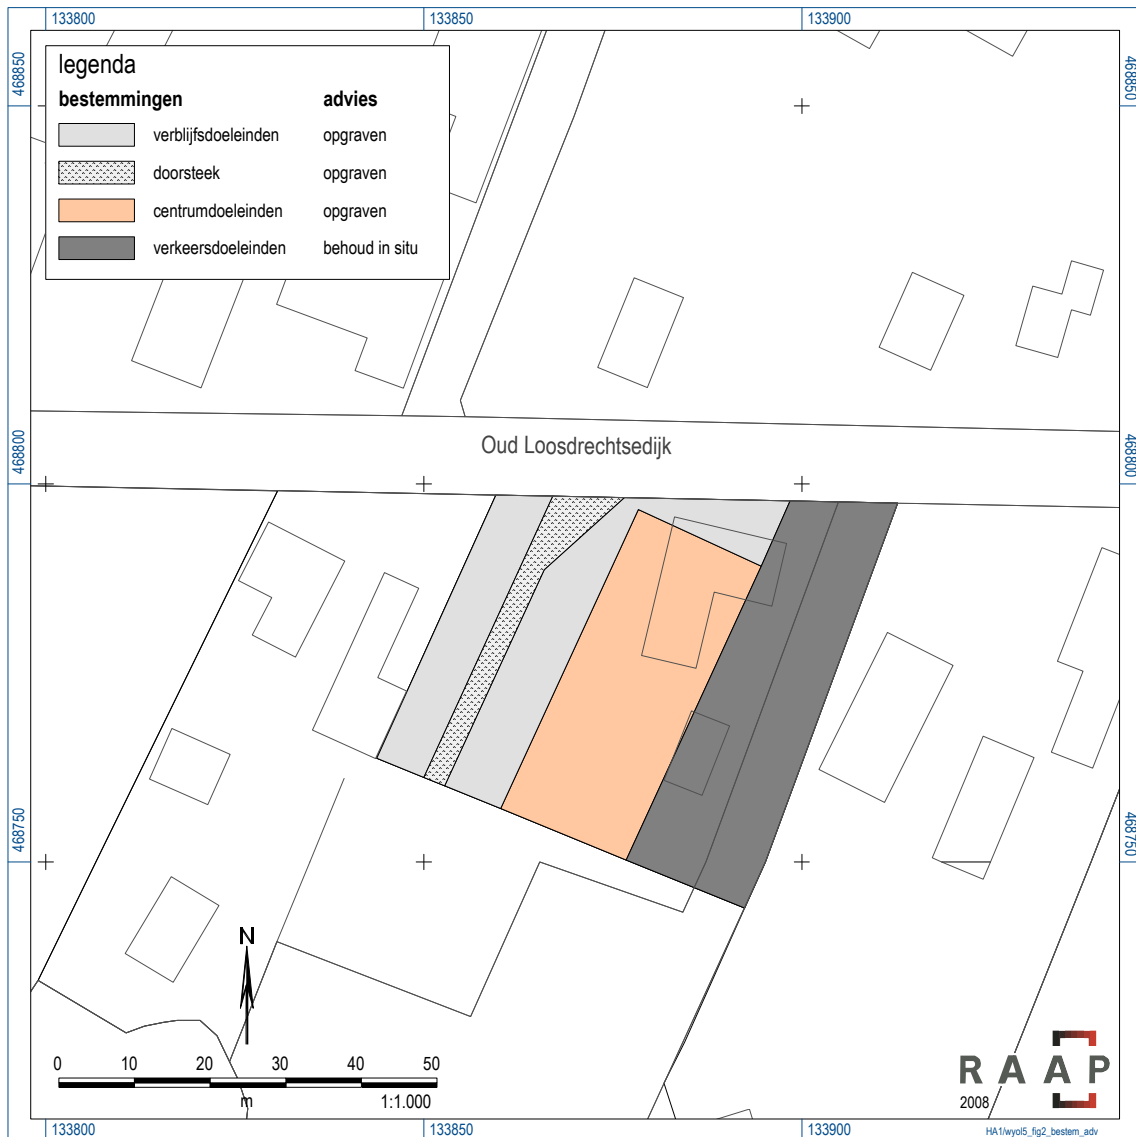 133800 133850 133900
468850 468850
legenda
bestemmingen advies
verblijfsdoeleinden opgraven
doorsteek opgraven
centrumdoeleinden opgraven
verkeersdoeleinden behoud in situ
Oud Loosdrechtsedijk
468800 468800
468750 468750
N
0 10 20 30 40 50
m 1:1.000
RAAP
2008
133800 133850 133900
HA1/wyol5_fig2_bestem_adv